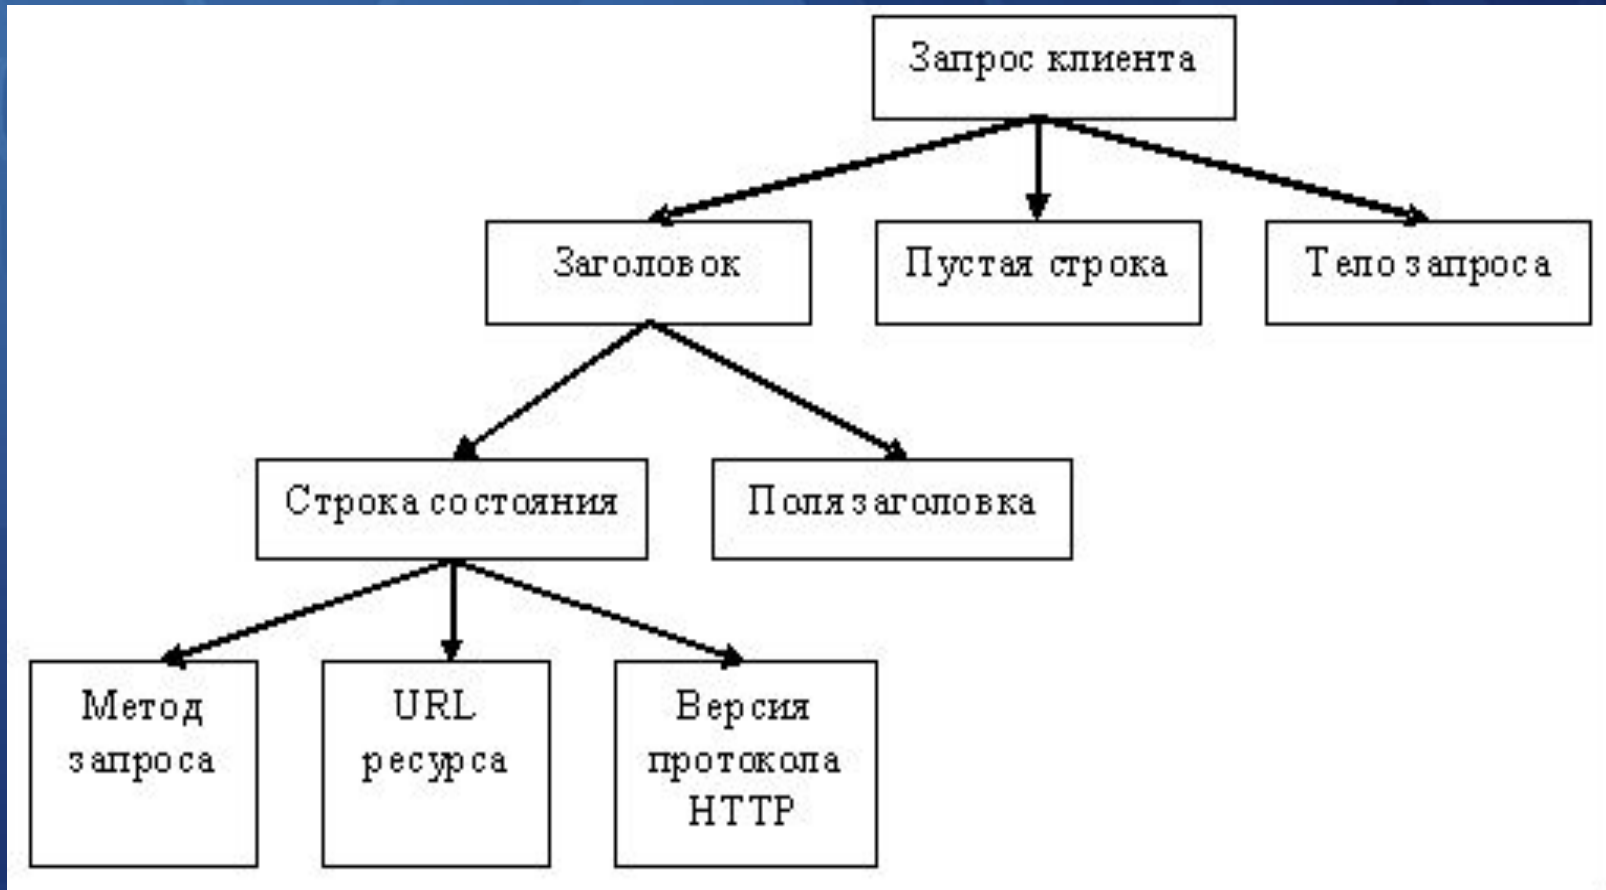 Запрос клиента
Заголовок
Пустая строка
Тело запроса
Строка состояния
Поля заголовка
Метод
запроса
URL
ресурса
Версия
протокола
HTTP